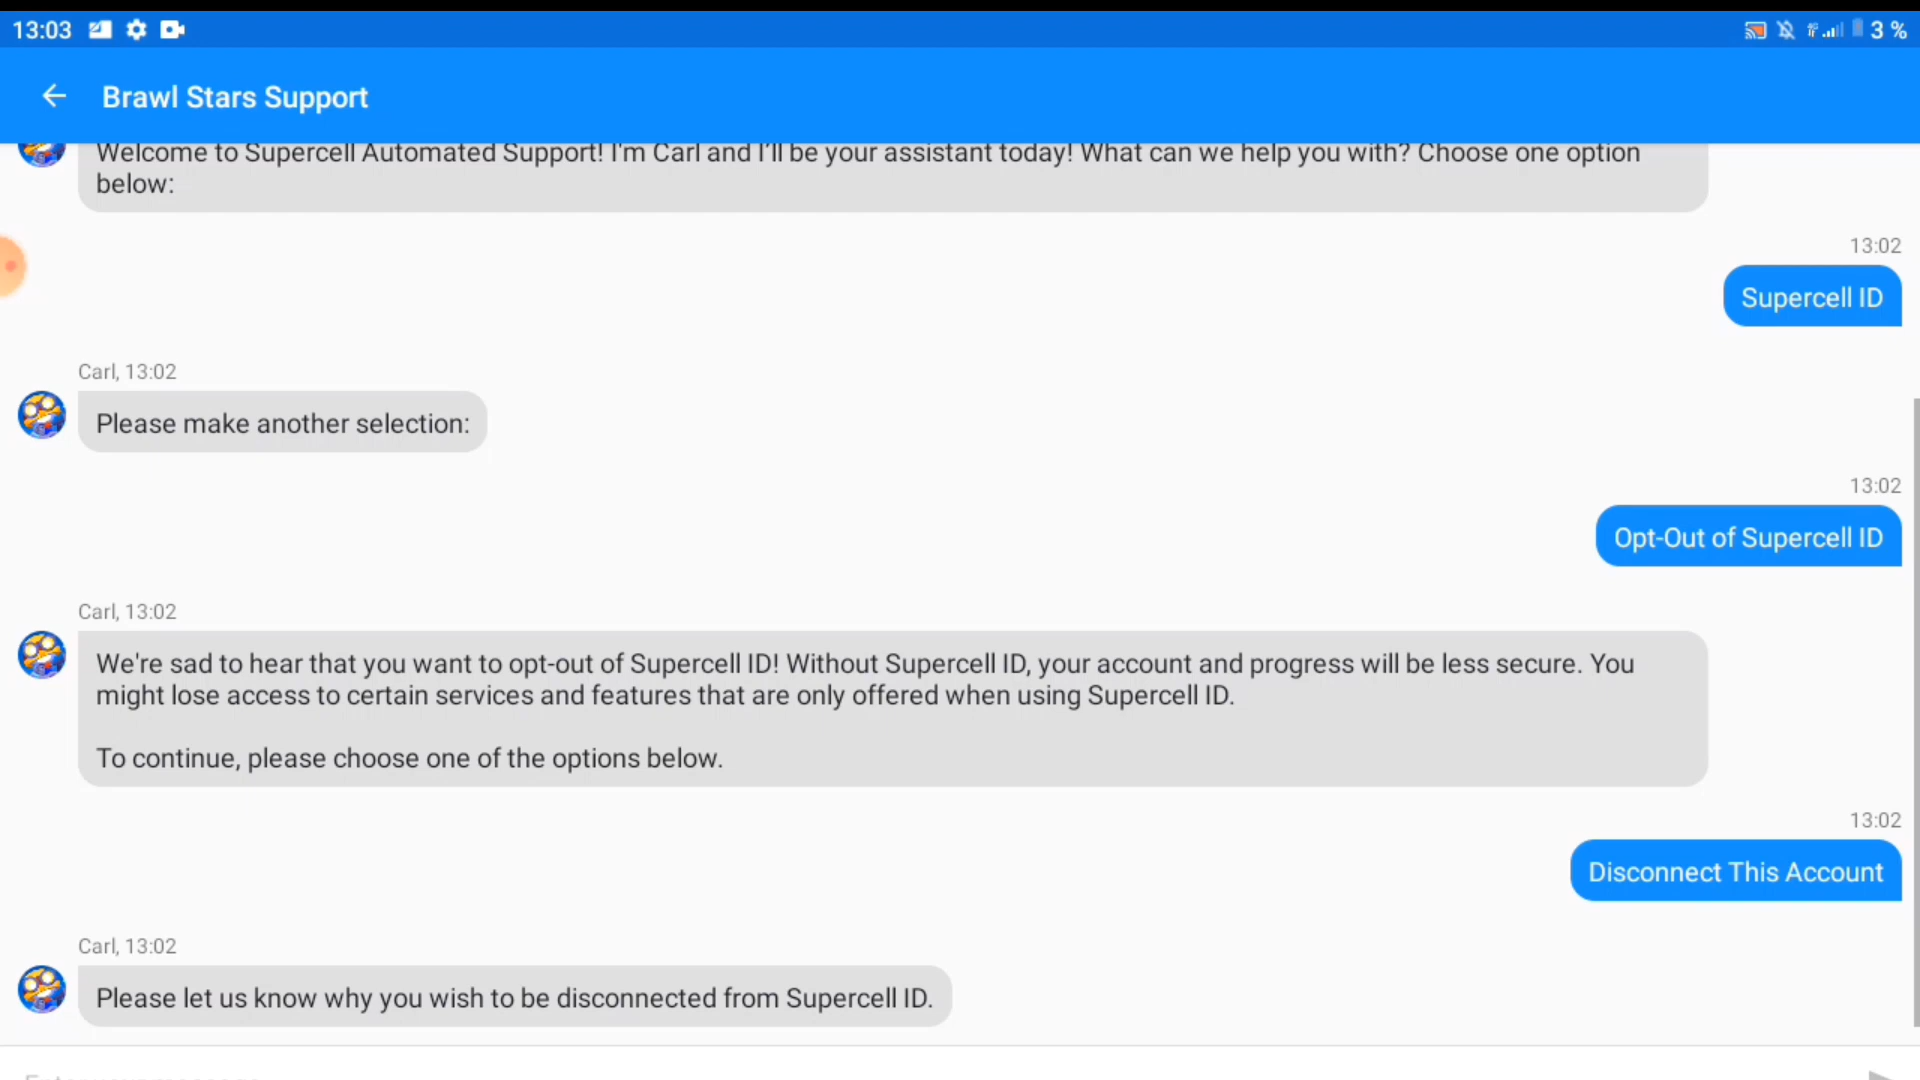 13:03
3 %
Brawl Stars Support
Welcome to Supercell Automated Support! I'm Carl and I'll be your assistant today! What can we help you with? Choose one option
below:
13:02
Supercell ID
Carl, 13:02
Please make another selection:
13:02
Opt-Out of Supercell ID
Carl, 13:02
We're sad to hear that you want to opt-out of Supercell ID! Without Supercell ID, your account and progress will be less secure. You
might lose access to certain services and features that are only offered when using Supercell ID.
To continue, please choose one of the options below.
13:02
Disconnect This Account
Carl, 13:02
Please let us know why you wish to be disconnected from Supercell ID.